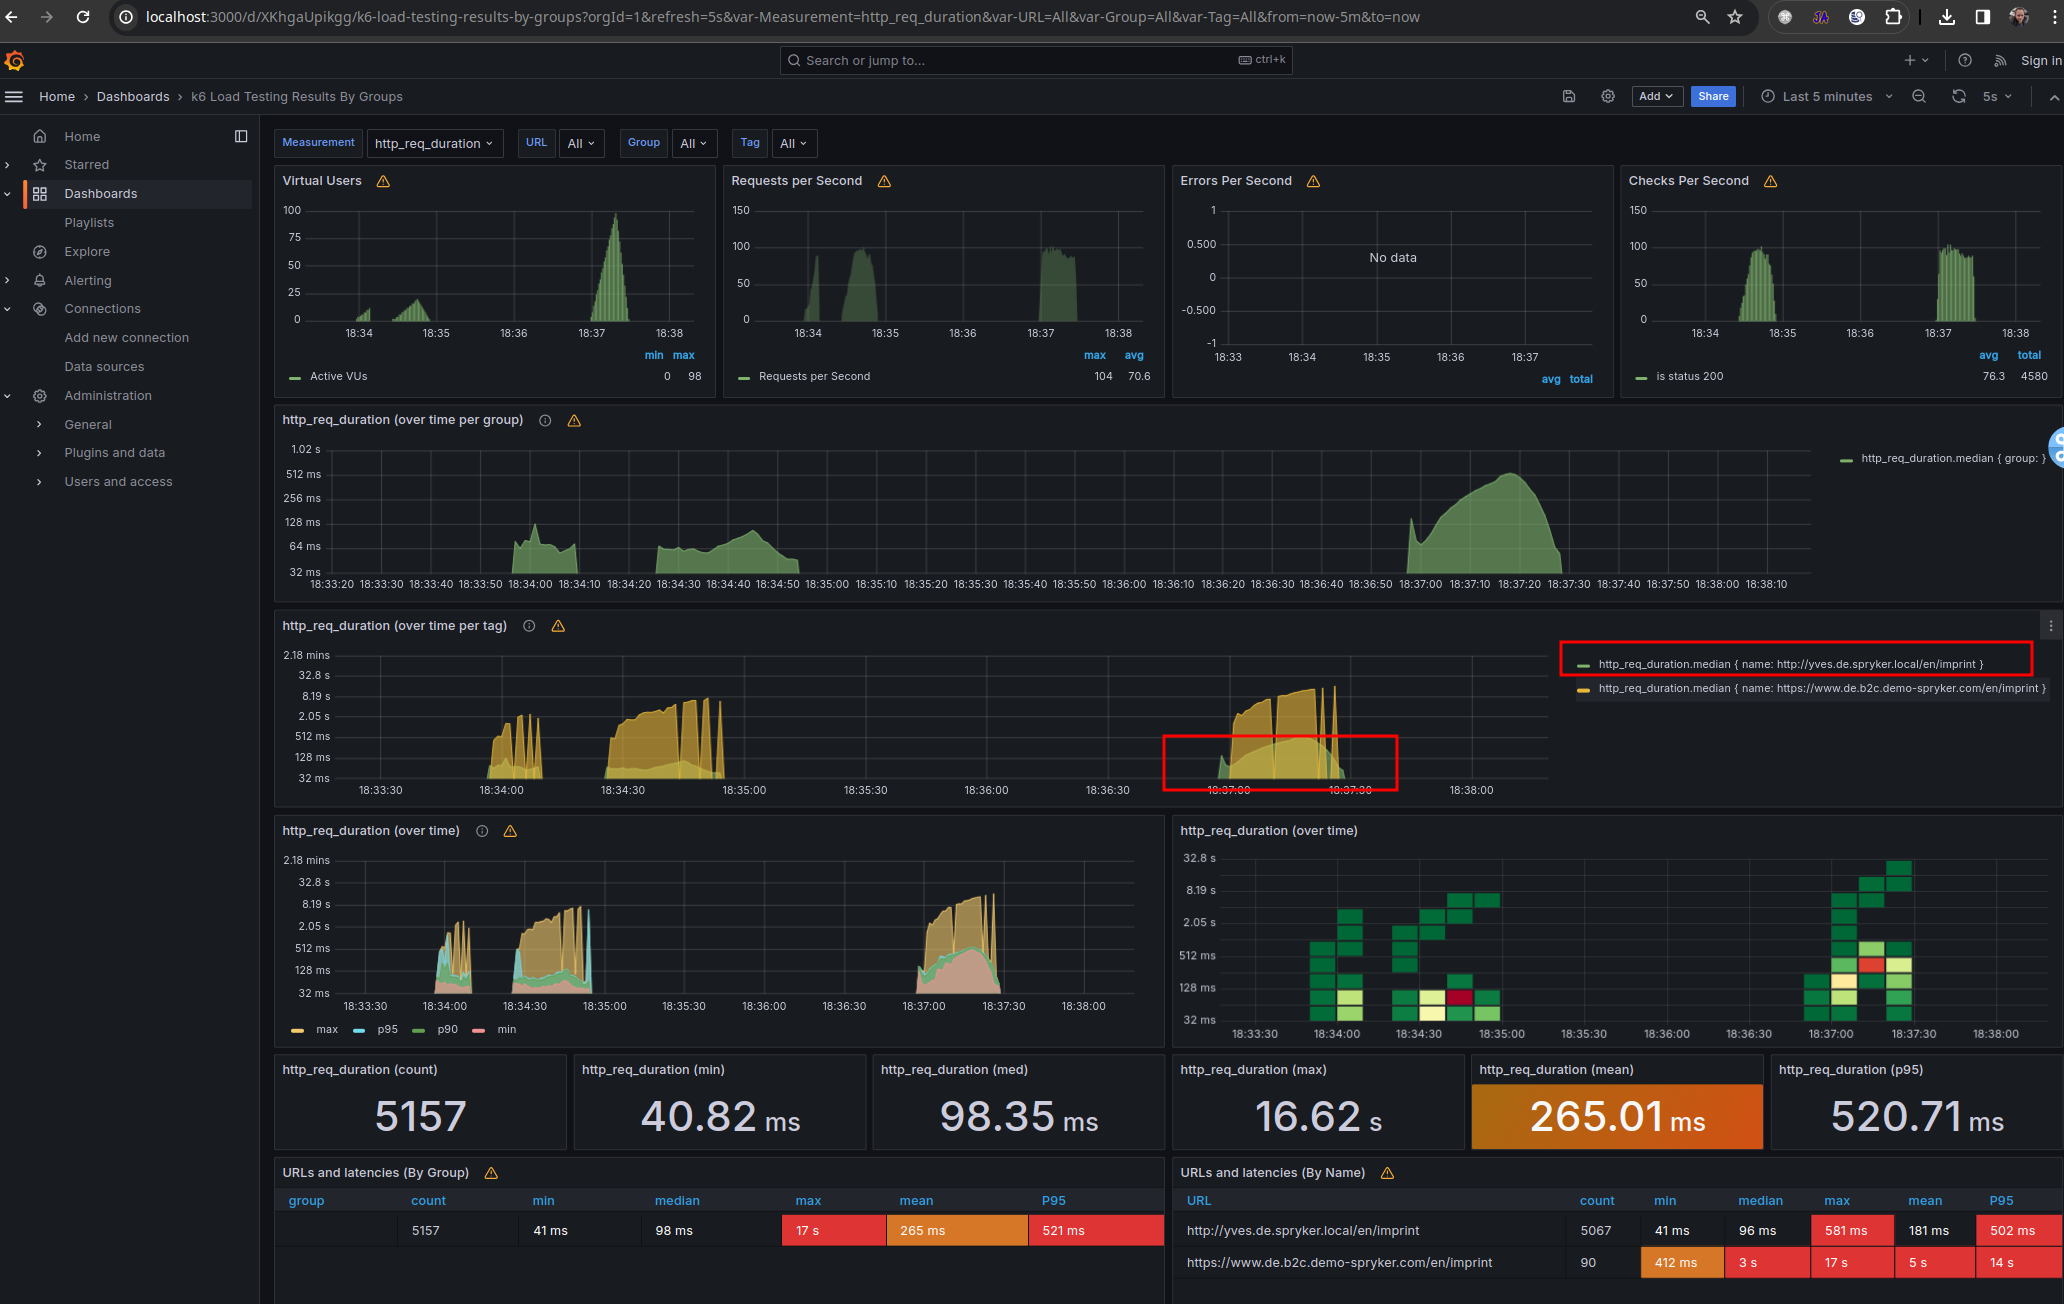 localhost:3000/d/XKhgaUpikgg/k6-load-testing-results-by-groups?orgId=1&refresh=5s&var-Measurement=http_req_duration&var-URL=All&var-Group=All&var-Tag=All&from=now-5m&to=now
Search or jump to... ctrl+k
Sign in
Home › Dashboards › k6 Load Testing Results By Groups
Add Share Last 5 minutes 5s
Home
Starred
Dashboards
Playlists
Explore
Alerting
Connections
Add new connection
Data sources
Administration
General
Plugins and data
Users and access
Measurement http_req_duration URL All Group All Tag All
Virtual Users
100
75
50
25
0
18:34 18:35 18:36 18:37 18:38
min max
Active VUs 0 98
Requests per Second
150
100
50
0
18:34 18:35 18:36 18:37 18:38
max avg
Requests per Second 104 70.6
Errors Per Second
1
0.500
0
-0.500
-1
No data
18:33 18:34 18:35 18:36 18:37
avg total
Checks Per Second
150
100
50
0
18:34 18:35 18:36 18:37 18:38
avg total
is status 200 76.3 4580
http_req_duration (over time per group)
1.02 s
512 ms
256 ms
128 ms
64 ms
32 ms
18:33:20 18:33:30 18:33:40 18:33:50 18:34:00 18:34:10 18:34:20 18:34:30 18:34:40 18:34:50 18:35:00 18:35:10 18:35:20 18:35:30 18:35:40 18:35:50 18:36:00 18:36:10 18:36:20 18:36:30 18:36:40 18:36:50 18:37:00 18:37:10 18:37:20 18:37:30 18:37:40 18:37:50 18:38:00 18:38:10
http_req_duration.median { group: }
http_req_duration (over time per tag)
2.18 mins
32.8 s
8.19 s
2.05 s
512 ms
128 ms
32 ms
18:33:30 18:34:00 18:34:30 18:35:00 18:35:30 18:36:00 18:36:30 18:37:00 18:37:30 18:38:00
http_req_duration.median { name: http://yves.de.spryker.local/en/imprint }
http_req_duration.median { name: https://www.de.b2c.demo-spryker.com/en/imprint }
http_req_duration (over time)
2.18 mins
32.8 s
8.19 s
2.05 s
512 ms
128 ms
32 ms
18:33:30 18:34:00 18:34:30 18:35:00 18:35:30 18:36:00 18:36:30 18:37:00 18:37:30 18:38:00
max p95 p90 min
http_req_duration (over time)
32.8 s
8.19 s
2.05 s
512 ms
128 ms
32 ms
18:33:30 18:34:00 18:34:30 18:35:00 18:35:30 18:36:00 18:36:30 18:37:00 18:37:30 18:38:00
http_req_duration (count)
5157
http_req_duration (min)
40.82 ms
http_req_duration (med)
98.35 ms
http_req_duration (max)
16.62 s
http_req_duration (mean)
265.01 ms
http_req_duration (p95)
520.71 ms
URLs and latencies (By Group)
group count min median max mean P95
5157 41 ms 98 ms 17 s 265 ms 521 ms
URLs and latencies (By Name)
URL count min median max mean P95
http://yves.de.spryker.local/en/imprint 5067 41 ms 96 ms 581 ms 181 ms 502 ms
https://www.de.b2c.demo-spryker.com/en/imprint 90 412 ms 3 s 17 s 5 s 14 s